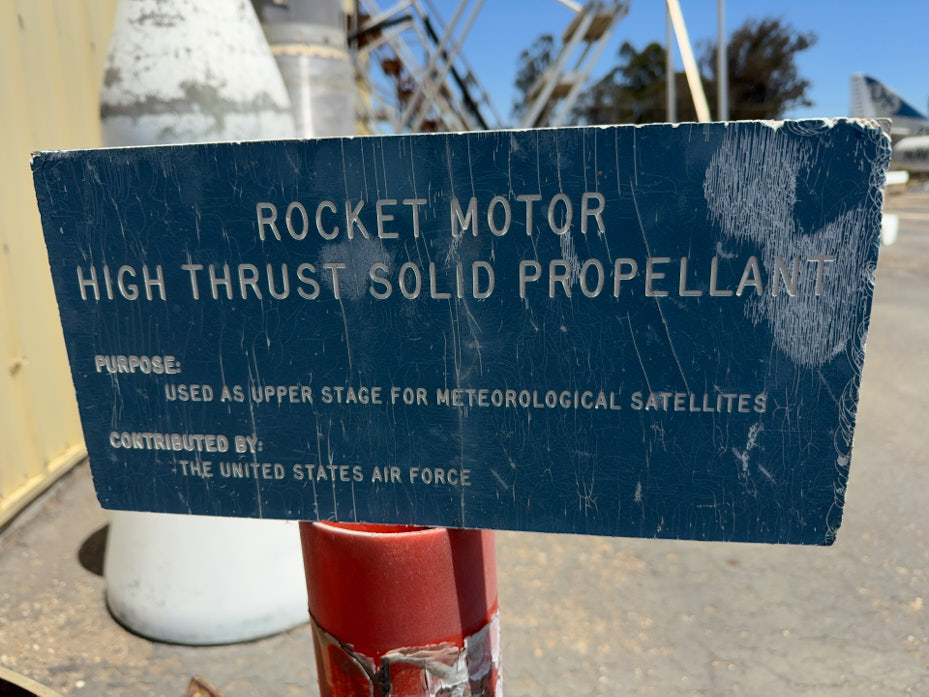 ROCKET MOTOR
HIGH THRUST SOLID PROPELLANT
PURPOSE:
USED AS UPPER STAGE FOR METEOROLOGICAL SATELLITES
CONTRIBUTED BY:
THE UNITED STATES AIR FORCE